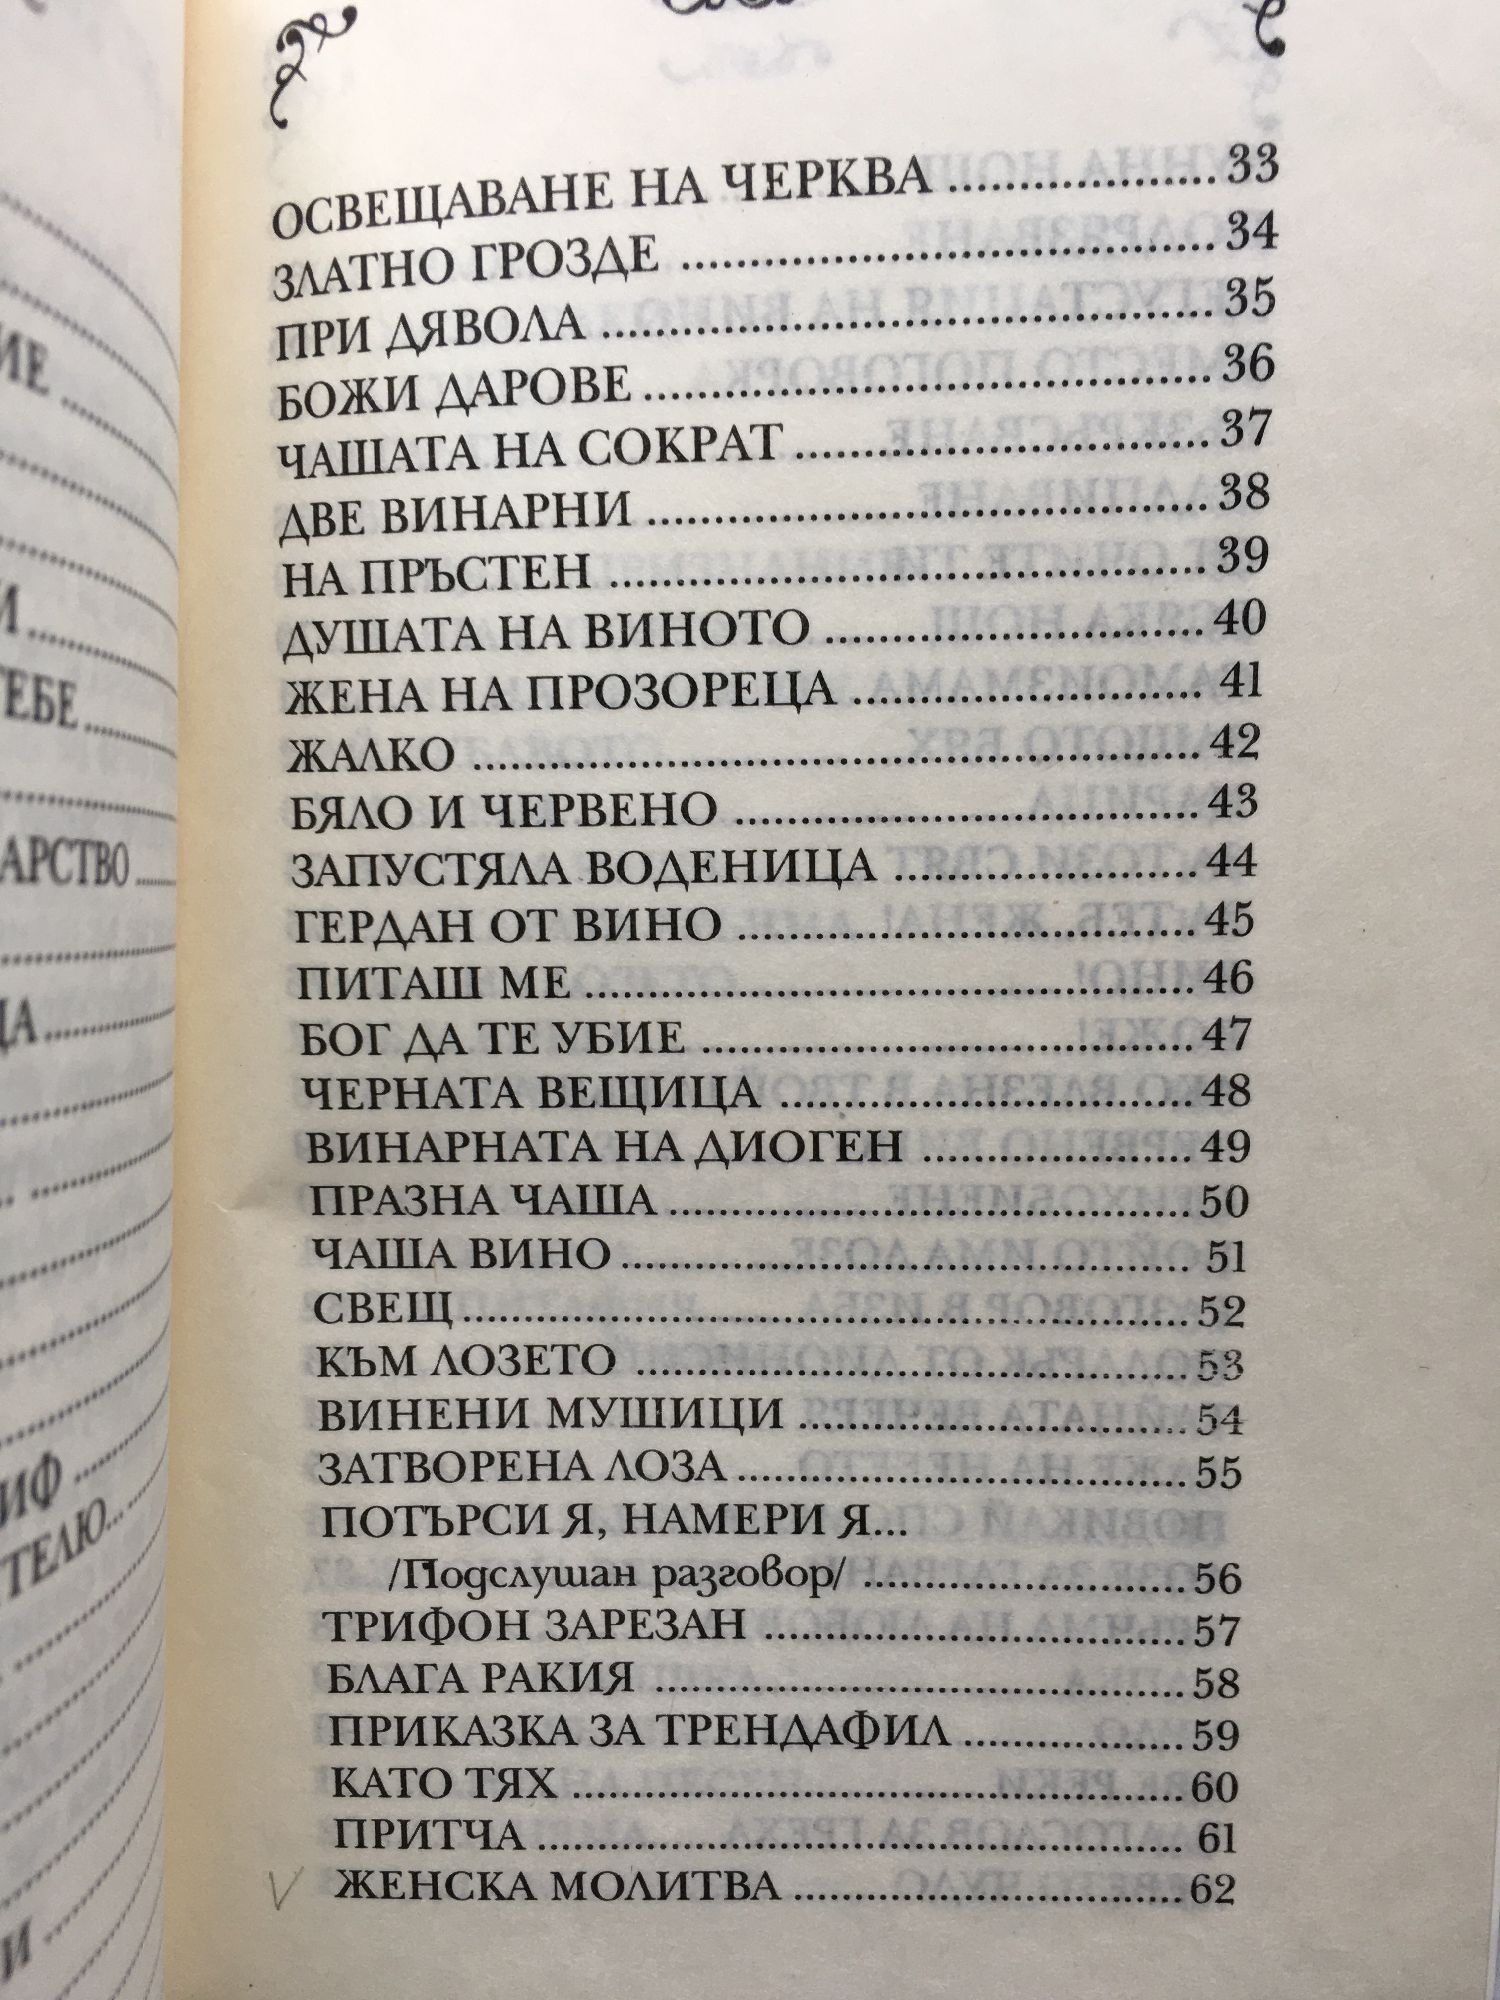 ОСВЕЩАВАНЕ НА ЧЕРКВА ....................33
ЗЛАТНО ГРОЗДЕ ........................................34
ПРИ ДЯВОЛА .............................................35
БОЖИ ДАРОВЕ ..........................................36
ЧАШАТА НА СОКРАТ ...............................37
ДВЕ ВИНАРНИ ..........................................38
НА ПРЪСТЕН .............................................39
ДУШАТА НА ВИНОТО .............................40
ЖЕНА НА ПРОЗОРЕЦА ...........................41
ЖАЛКО .......................................................42
БЯЛО И ЧЕРВЕНО ....................................43
ЗАПУСТЯЛА ВОДЕНИЦА ........................44
ГЕРДАН ОТ ВИНО ....................................45
ПИТАШ МЕ ................................................46
БОГ ДА ТЕ УБИЕ .......................................47
ЧЕРНАТА ВЕЩИЦА .................................48
ВИНАРНАТА НА ДИОГЕН ......................49
ПРАЗНА ЧАША .........................................50
ЧАША ВИНО ............................................. 51
СВЕЩ ..........................................................52
КЪМ ЛОЗЕТО ............................................53
ВИНЕНИ МУШИЦИ ................................54
ЗАТВОРЕНА ЛОЗА ....................................55
ПОТЪРСИ Я, НАМЕРИ Я...
/Подслушан разговор/ ..........................56
ТРИФОН ЗАРЕЗАН ..................................57
БЛАГА РАКИЯ ...........................................58
ПРИКАЗКА ЗА ТРЕНДАФИЛ ..................59
КАТО ТЯХ ..................................................60
ПРИТЧА ..................................................... 61
ЖЕНСКА МОЛИТВА ................................62